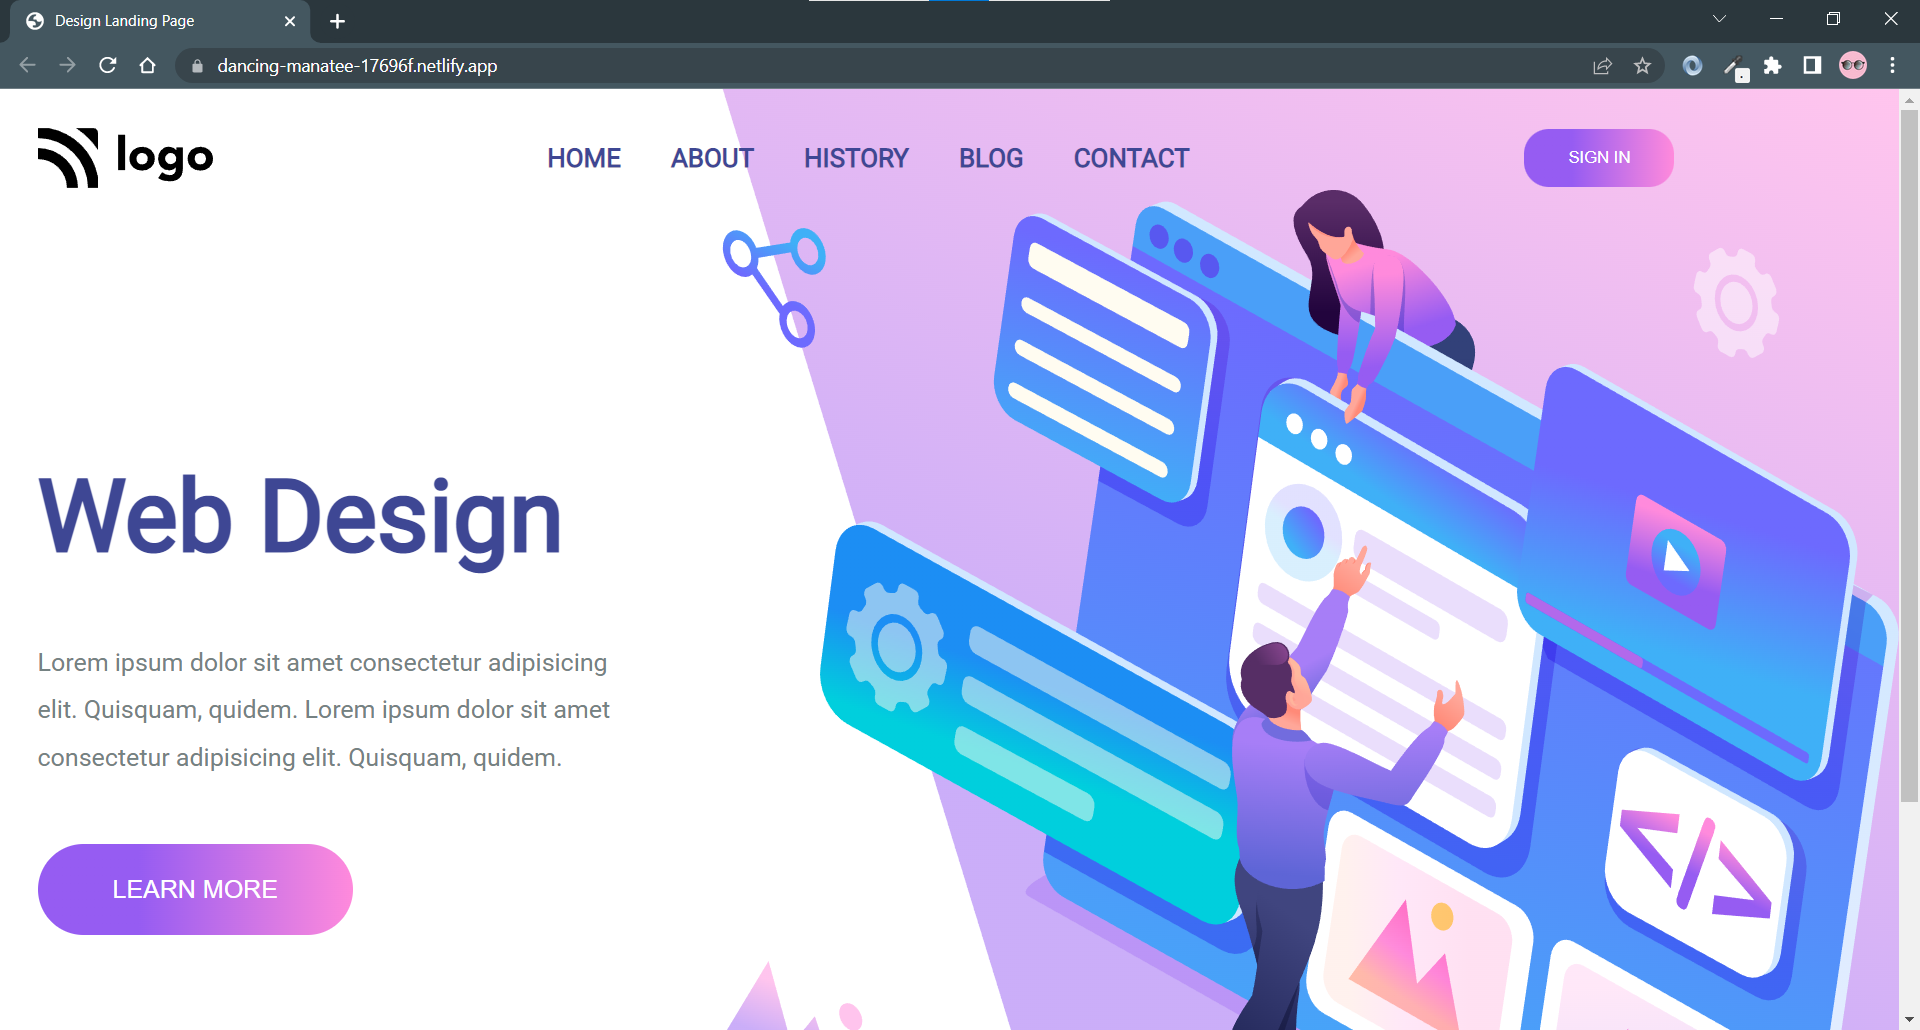 Design Landing Page
dancing-manatee-17696f.netlify.app
logo
HOME ABOUT HISTORY BLOG CONTACT
SIGN IN
Web Design
Lorem ipsum dolor sit amet consectetur adipisicing
elit. Quisquam, quidem. Lorem ipsum dolor sit amet
consectetur adipisicing elit. Quisquam, quidem.
LEARN MORE
</>